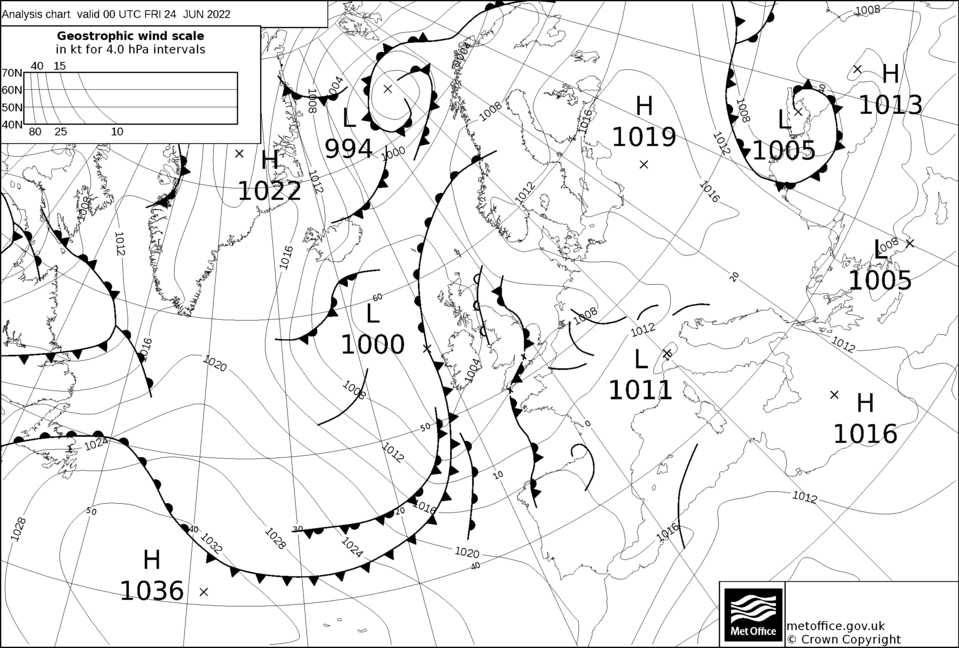 Analysis chart valid 00 UTC FRI 24 JUN 2022
Geostrophic wind scale
in kt for 4.0 hPa intervals
40 15
70N
60N
50N
40N
80 25 10
1008
1004
1008
1004
L
994
1000
1008
1016
H
1019
1008
1012
L
1005
H
1013
H
1022
1012
1008
1012
1016
1012
1016
20
1008
L
1005
60
L
1000
1008
1012
1012
1016
1020
1004
L
1011
10
1008
0
H
1016
1024
50
1012
10
1012
1028
50
40
1032
30
1028
1024
20
1016
1020
40
1016
H
1036
Met Office
metoffice.gov.uk
© Crown Copyright